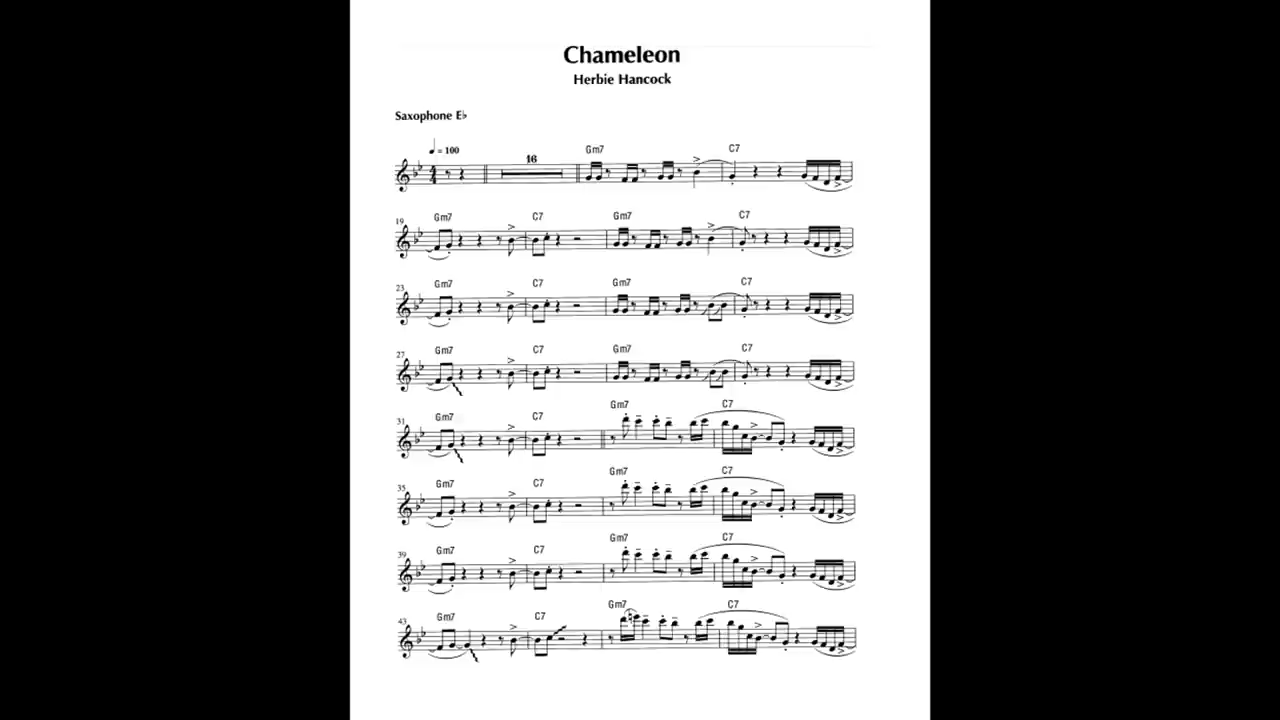 Chameleon
Herbie Hancock
Saxophone E♭
♩ = 100
16
Gm7 C7
19
Gm7 C7 Gm7 C7
23
Gm7 C7 Gm7 C7
27
Gm7 C7 Gm7 C7
31
Gm7 C7 Gm7 C7
35
Gm7 C7 Gm7 C7
39
Gm7 C7 Gm7 C7
43
Gm7 C7 Gm7 C7